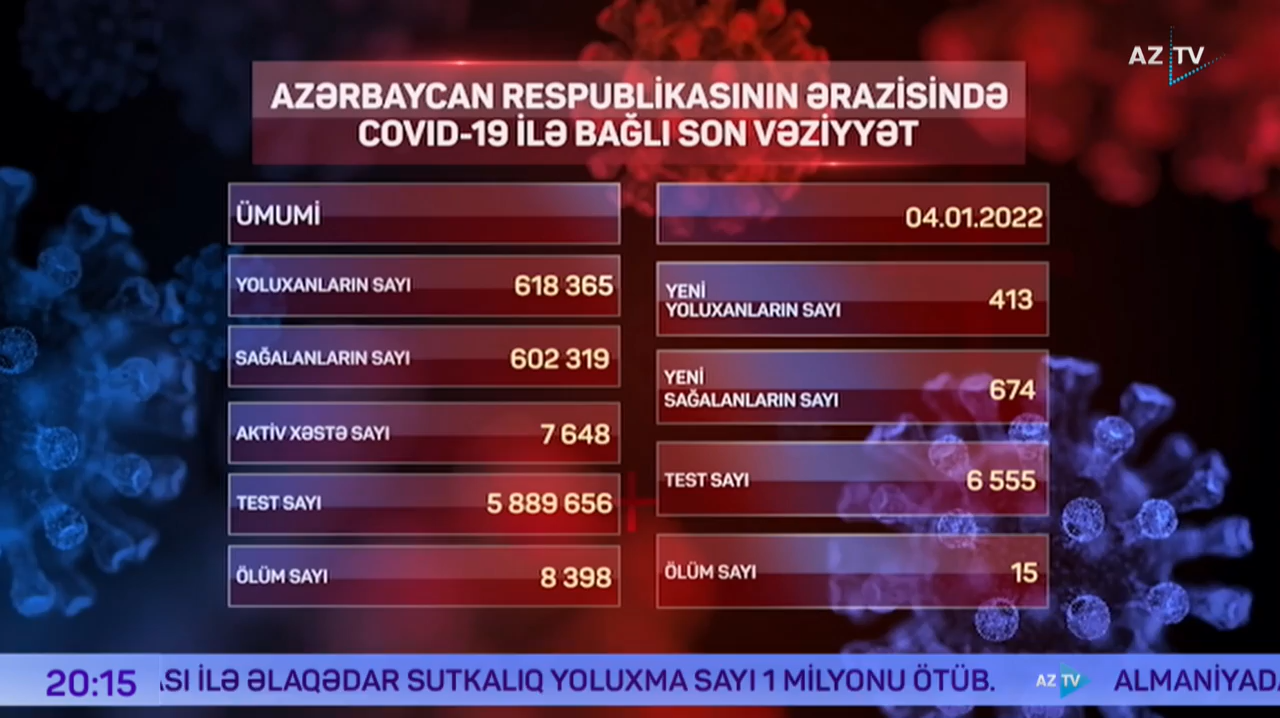 AZ TV
AZƏRBAYCAN RESPUBLİKASININ ƏRAZİSİNDƏ
COVID-19 İLƏ BAĞLI SON VƏZİYYƏT
ÜMUMİ
YOLUXANLARIN SAYI 618 365
SAĞALANLARIN SAYI 602 319
AKTİV XƏSTƏ SAYI 7 648
TEST SAYI 5 889 656
ÖLÜM SAYI 8 398
04.01.2022
YENİ
YOLUXANLARIN SAYI 413
YENİ
SAĞALANLARIN SAYI 674
TEST SAYI 6 555
ÖLÜM SAYI 15
20:15 ASI İLƏ ƏLAQƏDAR SUTKALIQ YOLUXMA SAYI 1 MİLYONU ÖTÜB. AZ TV ALMANİYADA